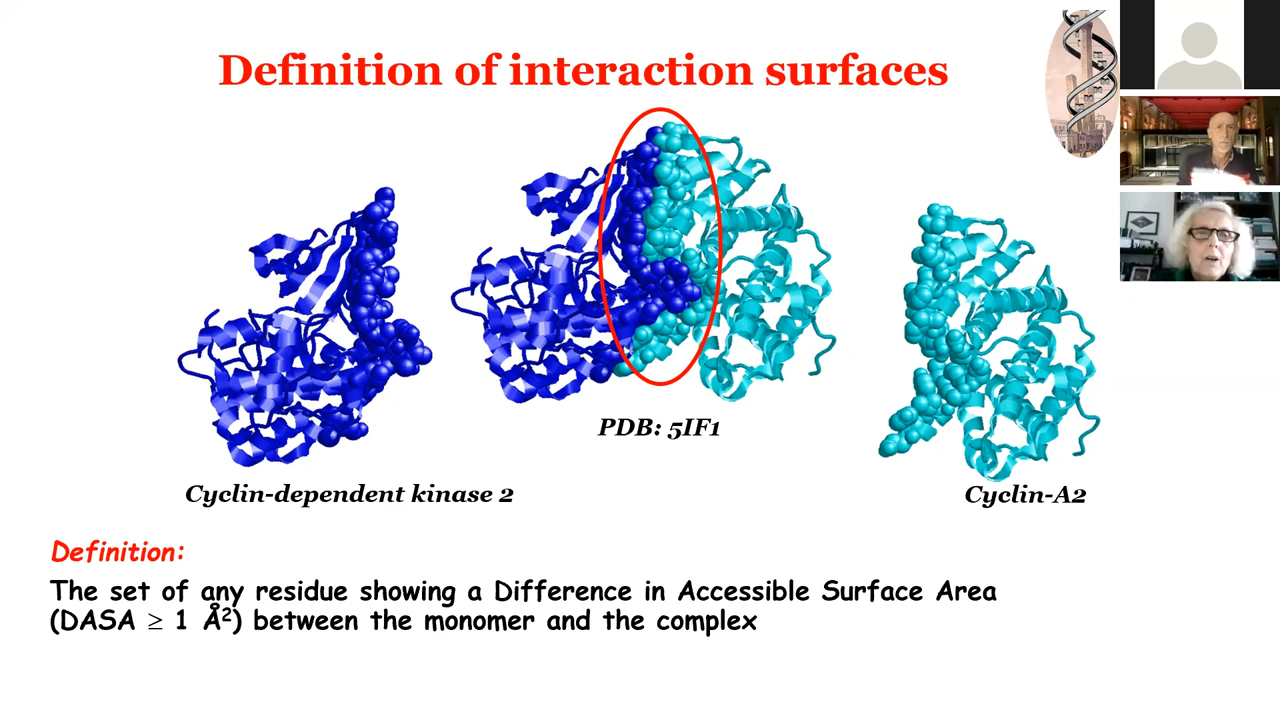 Definition of interaction surfaces
PDB: 5IF1
Cyclin-dependent kinase 2
Cyclin-A2
Definition:
The set of any residue showing a Difference in Accessible Surface Area
(DASA ≥ 1 Å²) between the monomer and the complex